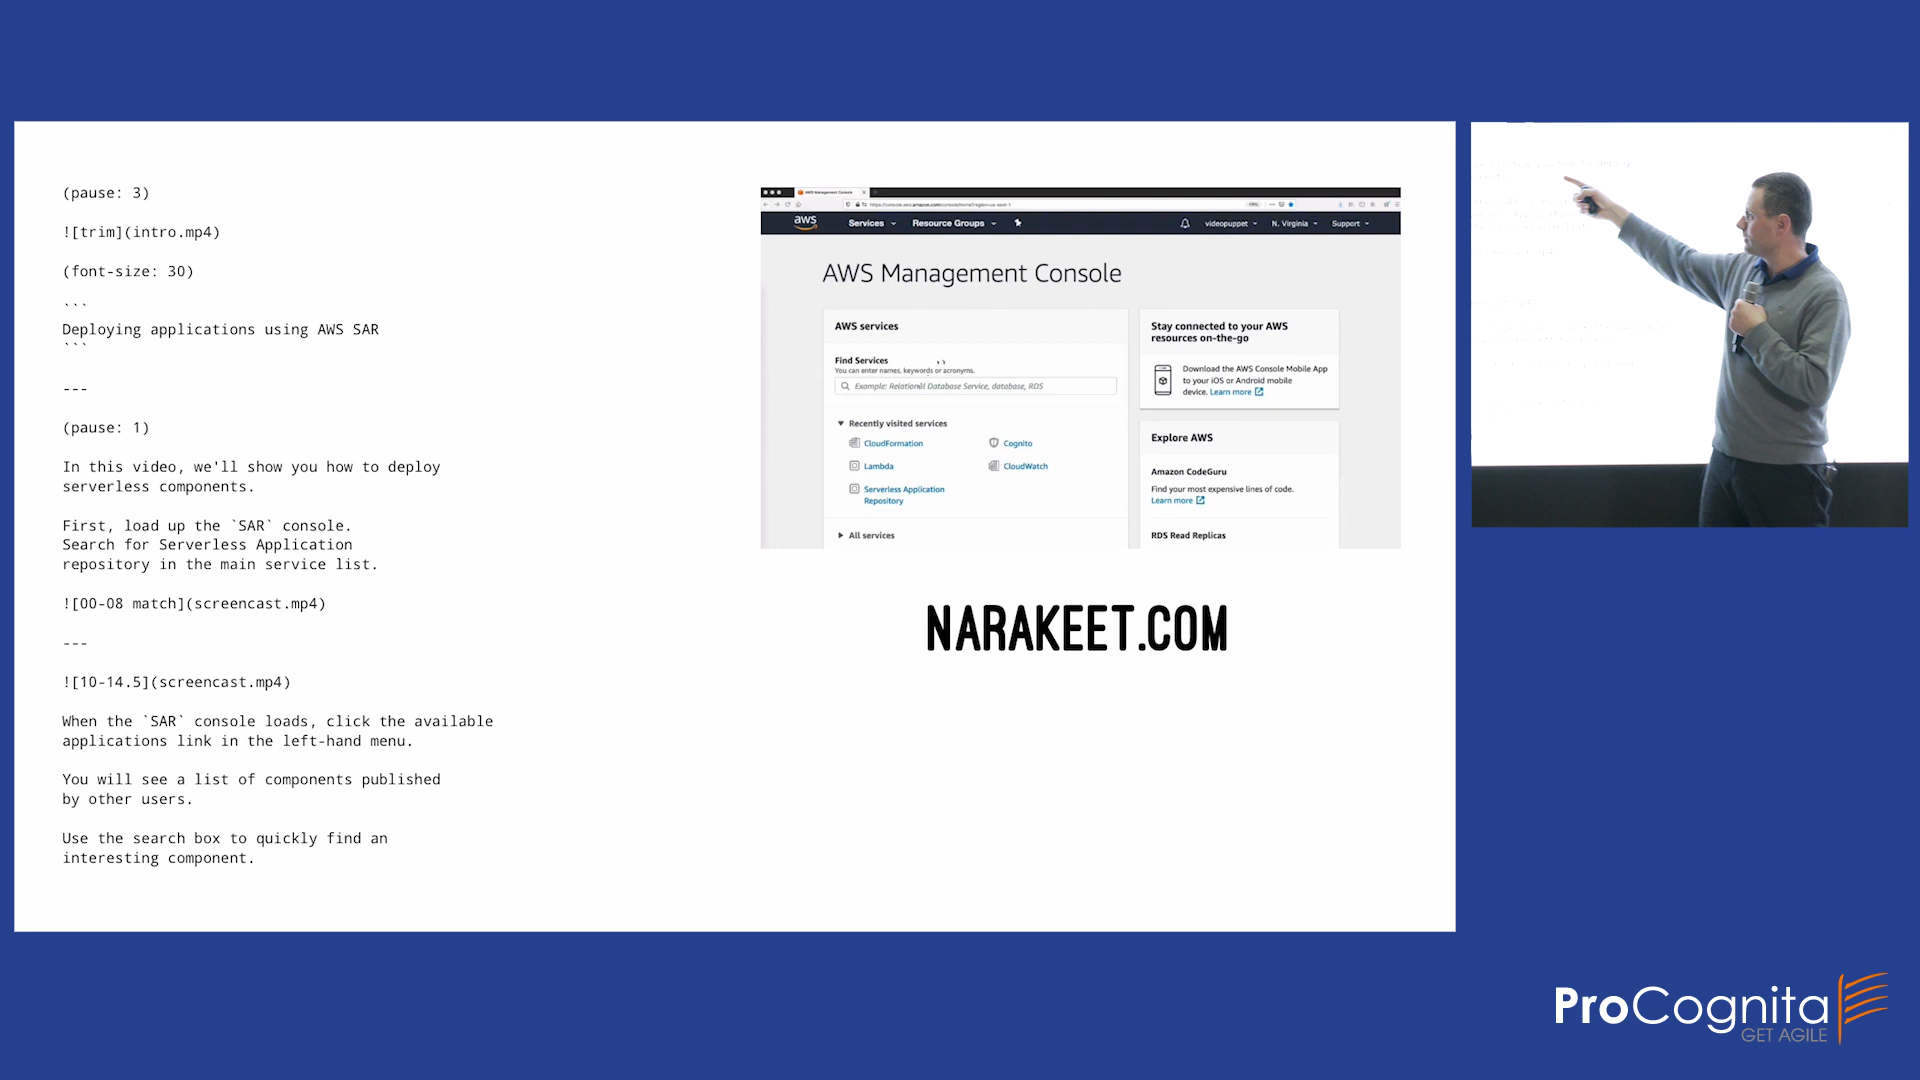 (pause: 3)
![trim](intro.mp4)
(font-size: 30)
```
Deploying applications using AWS SAR
```
---
(pause: 1)
In this video, we'll show you how to deploy
serverless components.
First, load up the `SAR` console.
Search for Serverless Application
repository in the main service list.
![00-08 match](screencast.mp4)
---
![10-14.5](screencast.mp4)
When the `SAR` console loads, click the available
applications link in the left-hand menu.
You will see a list of components published
by other users.
Use the search box to quickly find an
interesting component.
AWS Management Console
aws Services Resource Groups videopuppet N. Virginia Support
AWS Management Console
AWS services
Find Services
You can enter names, keywords or acronyms.
Example: Relational Database Service, database, RDS
Recently visited services
CloudFormation Cognito
Lambda CloudWatch
Serverless Application
Repository
All services
Stay connected to your AWS
resources on-the-go
Download the AWS Console Mobile App
to your iOS or Android mobile
device. Learn more
Explore AWS
Amazon CodeGuru
Find your most expensive lines of code.
Learn more
RDS Read Replicas
NARAKEET.COM
ProCognita
GET AGILE